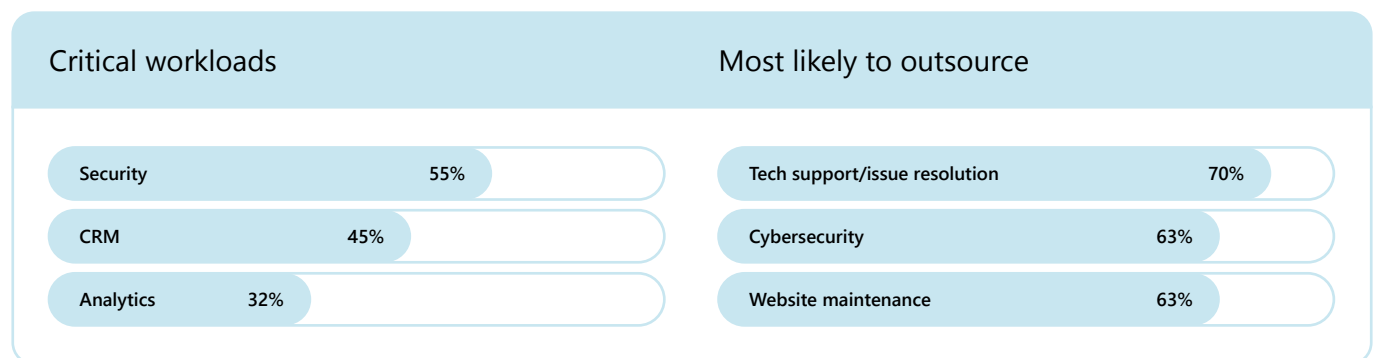 Critical workloads
Security 55%
CRM 45%
Analytics 32%
Most likely to outsource
Tech support/issue resolution 70%
Cybersecurity 63%
Website maintenance 63%